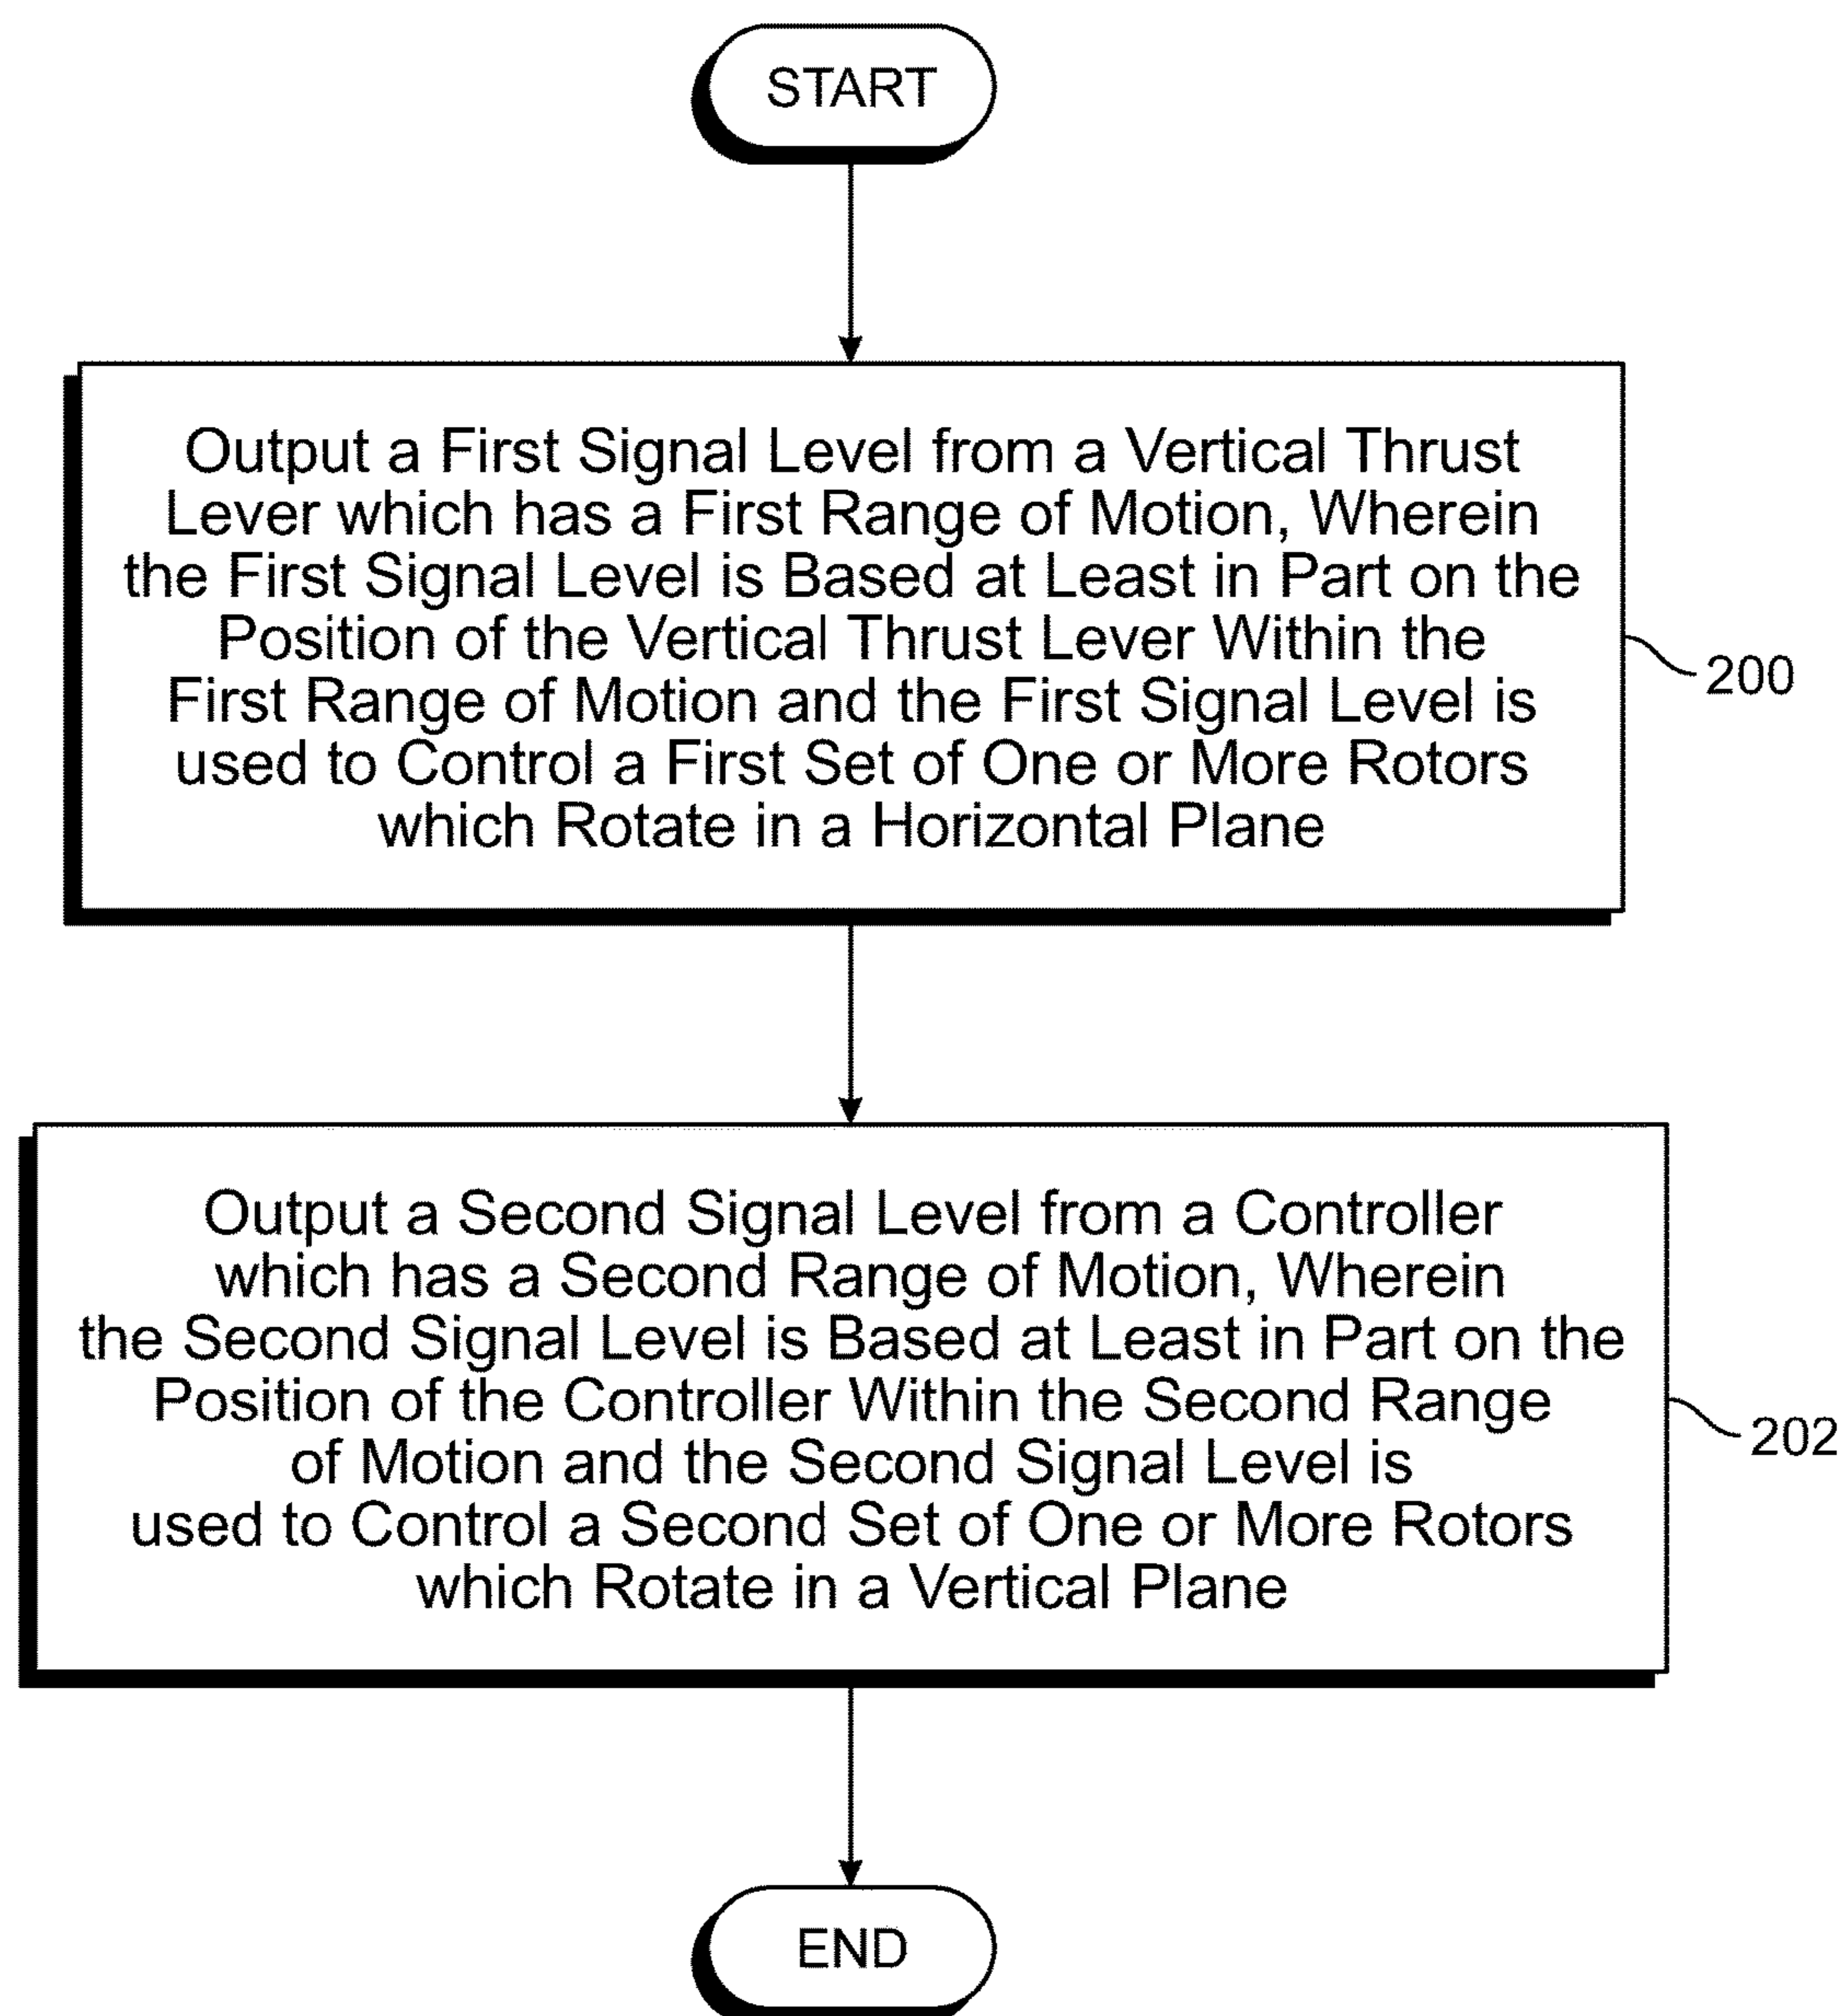 START
Output a First Signal Level from a Vertical Thrust
Lever which has a First Range of Motion, Wherein
the First Signal Level is Based at Least in Part on the
Position of the Vertical Thrust Lever Within the
First Range of Motion and the First Signal Level is
used to Control a First Set of One or More Rotors
which Rotate in a Horizontal Plane
200
Output a Second Signal Level from a Controller
which has a Second Range of Motion, Wherein
the Second Signal Level is Based at Least in Part on the
Position of the Controller Within the Second Range
of Motion and the Second Signal Level is
used to Control a Second Set of One or More Rotors
which Rotate in a Vertical Plane
202
END